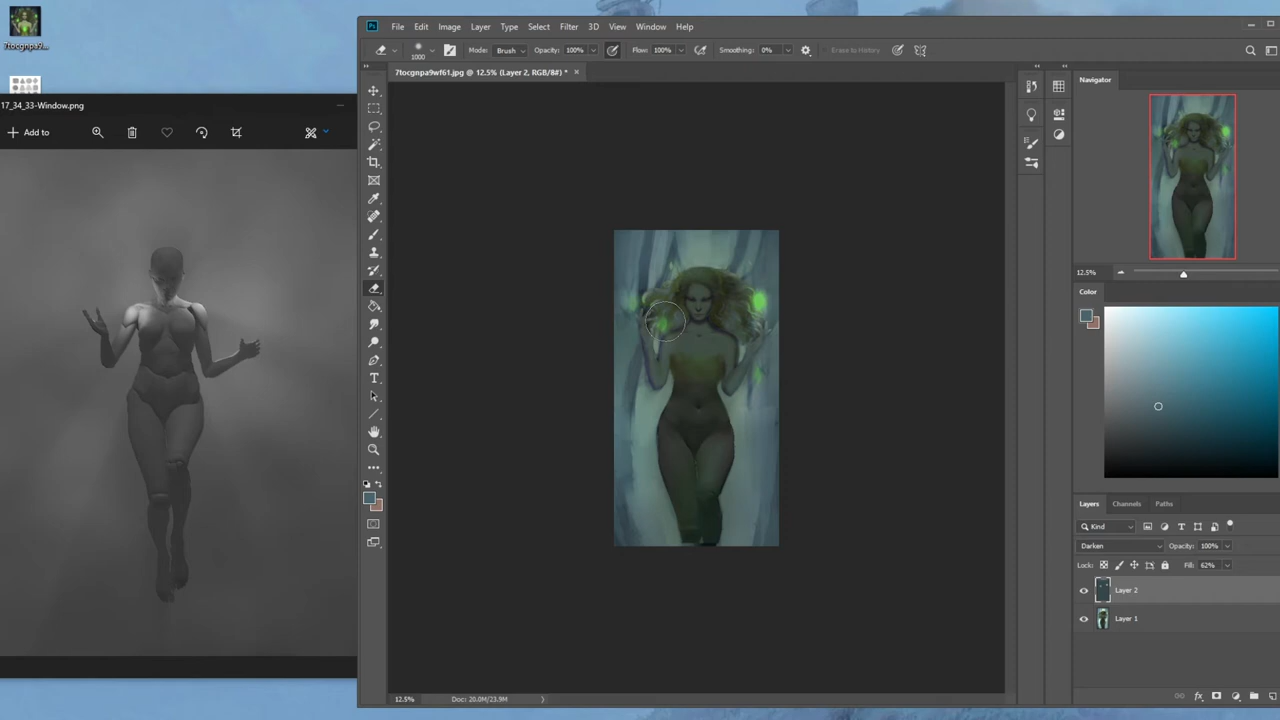 7tocgnpa9...
17_34_33-Window.png
Add to
Ps
File Edit Image Layer Type Select Filter 3D View Window Help
1000
Mode: Brush Opacity: 100% Flow: 100% Smoothing: 0% Erase to History
7tocgnpa9wf61.jpg @ 12.5% (Layer 2, RGB/8#) *
Navigator
12.5%
Color
Layers Channels Paths
Kind
Darken Opacity: 100%
Lock: Fill: 62%
Layer 2
Layer 1
fx
12.5% Doc: 20.0M/23.9M